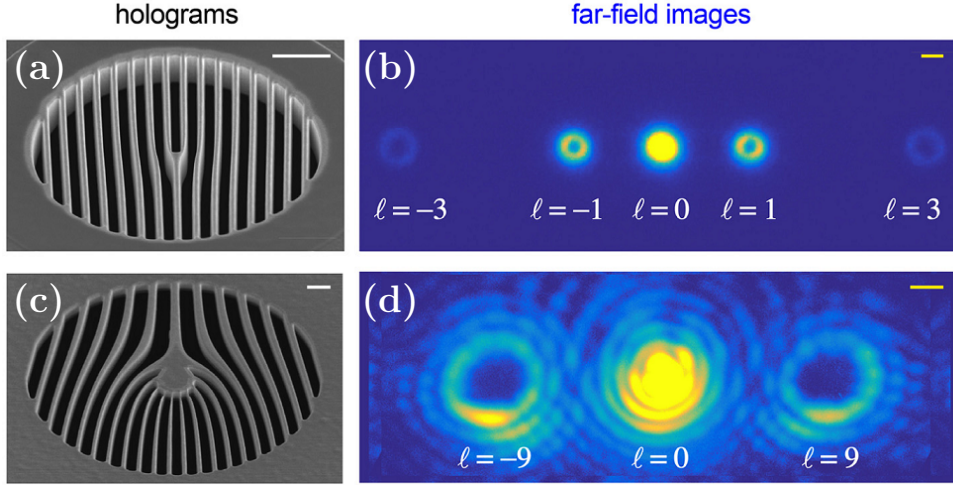 holograms
far-field images
(a)
(b)
ℓ = −3
ℓ = −1
ℓ = 0
ℓ = 1
ℓ = 3
(c)
(d)
ℓ = −9
ℓ = 0
ℓ = 9